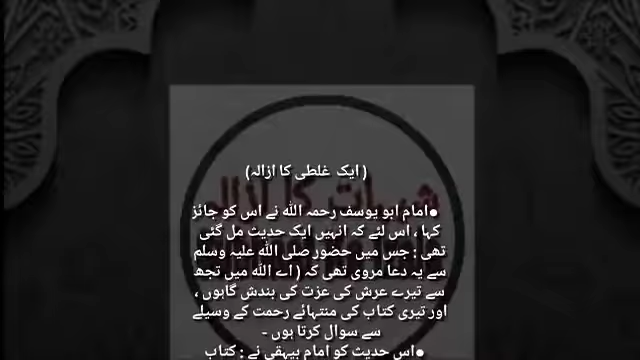 ( ایک غلطی کا ازالہ)
●امام ابو یوسف رحمہ اللہ نے اس کو جائز
کہا ، اس لئے کہ انہیں ایک حدیث مل گئی
تھی : جس میں حضور صلی اللہ علیہ وسلم
سے یہ دعا مروی تھی کہ ( اے اللہ میں تجھ
سے تیرے عرش کی عزت کی بندش گاہوں ،
اور تیری کتاب کی منتہائے رحمت کے وسیلے
سے سوال کرتا ہوں -
●اس حدیث کو امام بیہقی نے : کتاب
شبہات کا ازالہ